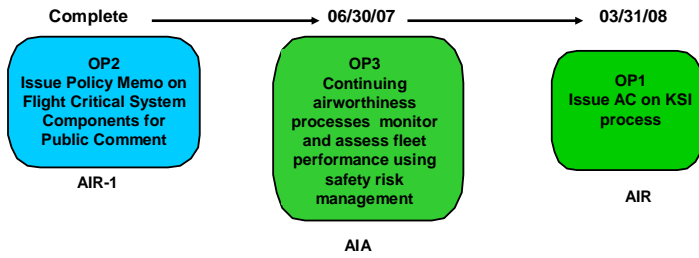 Complete
06/30/07
03/31/08
OP2
Issue Policy Memo on
Flight Critical System
Components for
Public Comment
AIR-1
OP3
Continuing
airworthiness
processes monitor
and assess fleet
performance using
safety risk
management
AIA
OP1
Issue AC on KSI
process
AIR